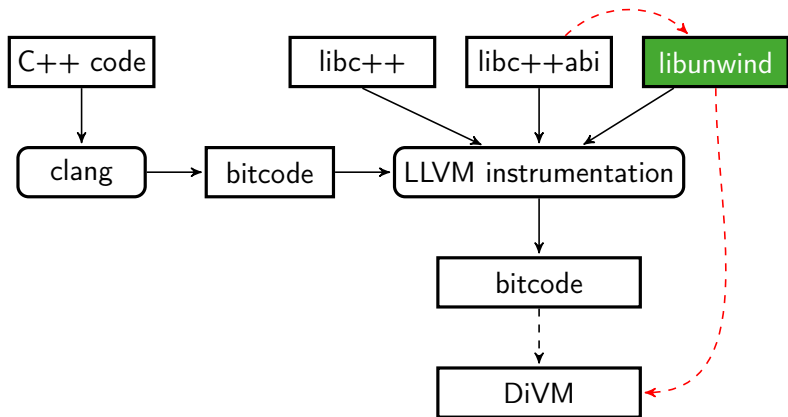 C++ code
libc++
libc++abi
libunwind
clang
bitcode
LLVM instrumentation
bitcode
DiVM